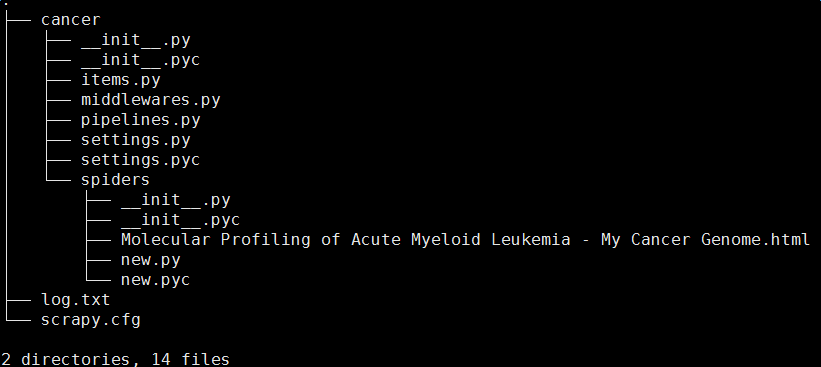 .
├── cancer
│   ├── __init__.py
│   ├── __init__.pyc
│   ├── items.py
│   ├── middlewares.py
│   ├── pipelines.py
│   ├── settings.py
│   ├── settings.pyc
│   └── spiders
│       ├── __init__.py
│       ├── __init__.pyc
│       ├── Molecular Profiling of Acute Myeloid Leukemia - My Cancer Genome.html
│       ├── new.py
│       └── new.pyc
├── log.txt
└── scrapy.cfg
2 directories, 14 files